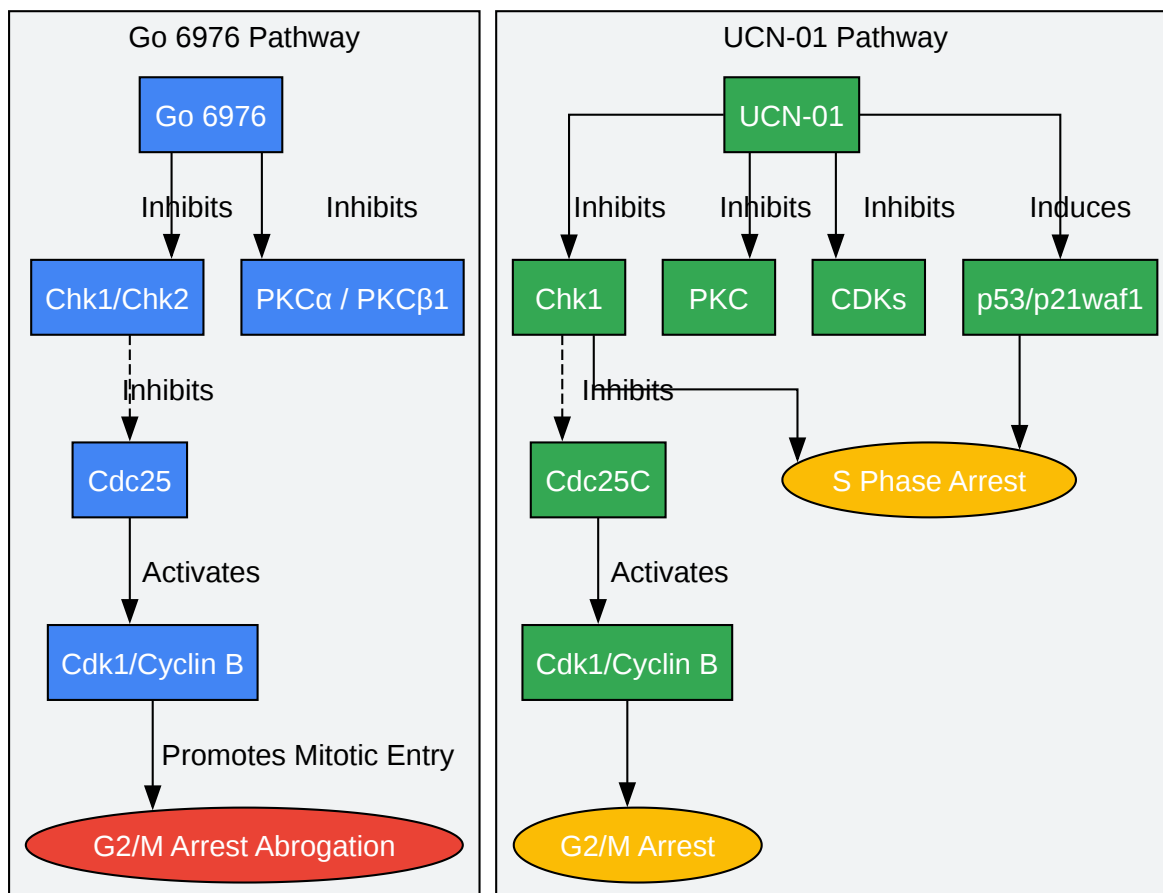 Go 6976 Pathway
Go 6976
Inhibits
Inhibits
Chk1/Chk2
PKCα / PKCβ1
Inhibits
Cdc25
Activates
Cdk1/Cyclin B
Promotes Mitotic Entry
G2/M Arrest Abrogation
UCN-01 Pathway
UCN-01
Inhibits
Inhibits
Inhibits
Induces
Chk1
PKC
CDKs
p53/p21waf1
Inhibits
Cdc25C
S Phase Arrest
Activates
Cdk1/Cyclin B
G2/M Arrest